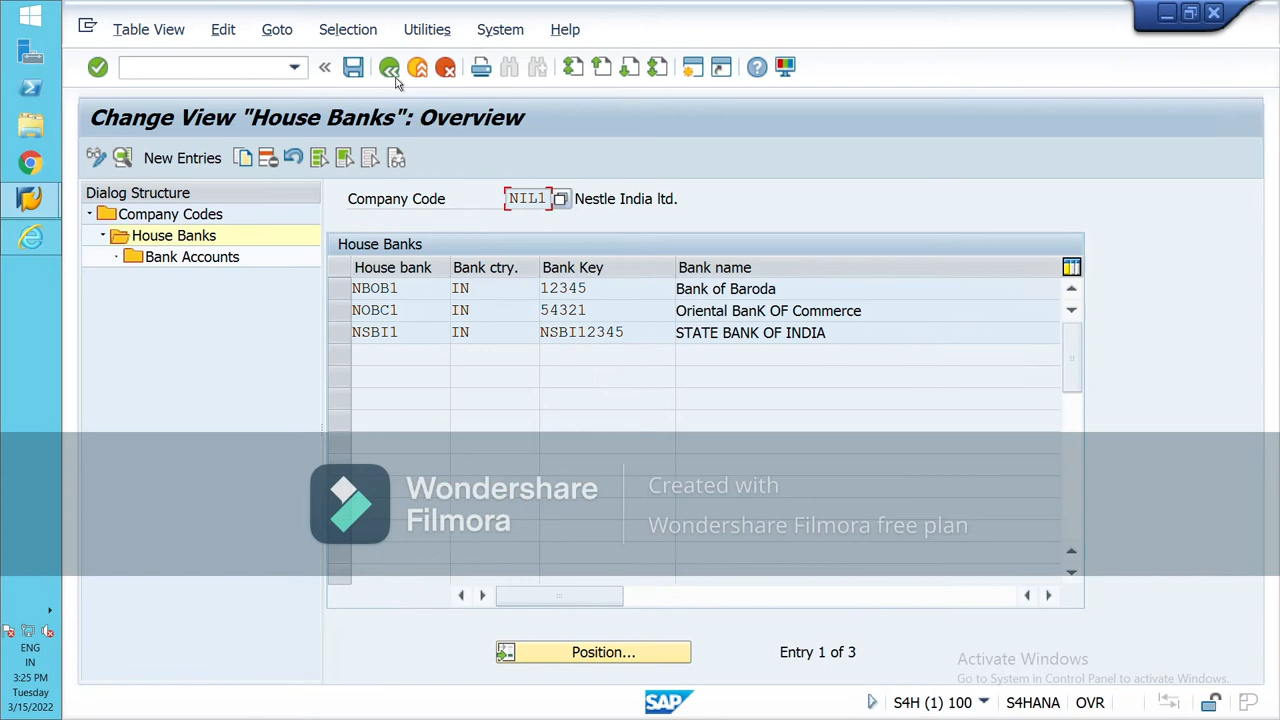 Table View Edit Goto Selection Utilities System Help
Change View "House Banks": Overview
New Entries
Dialog Structure
Company Codes
House Banks
Bank Accounts
Company Code NIL1 Nestle India ltd.
House Banks
House bank Bank ctry. Bank Key Bank name
NBOB1 IN 12345 Bank of Baroda
NOBC1 IN 54321 Oriental BanK OF Commerce
NSBI1 IN NSBI12345 STATE BANK OF INDIA
Wondershare
Filmora
Created with
Wondershare Filmora free plan
Position... Entry 1 of 3
Activate Windows
Go to System in Control Panel to activate Windows.
ENG
IN
3:25 PM
Tuesday
3/15/2022
SAP
S4H (1) 100 S4HANA OVR